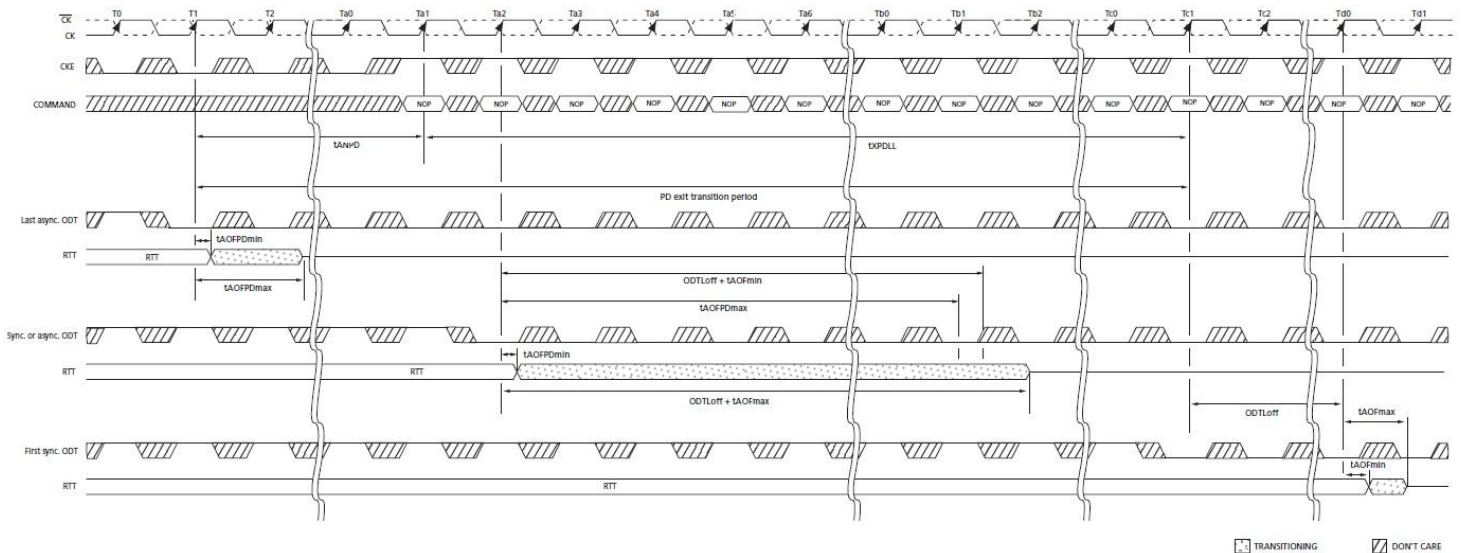 T0 T1 T2 Ta0 Ta1 Ta2 Ta3 Ta4 Ta5 Ta6 Tb0 Tb1 Tb2 Tc0 Tc1 Tc2 Td0 Td1
CK
CK
CKE
COMMAND NOP NOP NOP NOP NOP NOP NOP NOP NOP NOP NOP NOP NOP NOP
tANPD tXPDLL
PD exit transition period
Last async. ODT
tAOFPDmin
RTT RTT
tAOFPDmax
ODTLoff + tAOFmin
tAOFPDmax
Sync. or async. ODT
tAOFPDmin
RTT RTT
ODTLoff + tAOFmax
ODTLoff tAOFmax
First sync. ODT
tAOFmin
RTT RTT
TRANSITIONING DON'T CARE